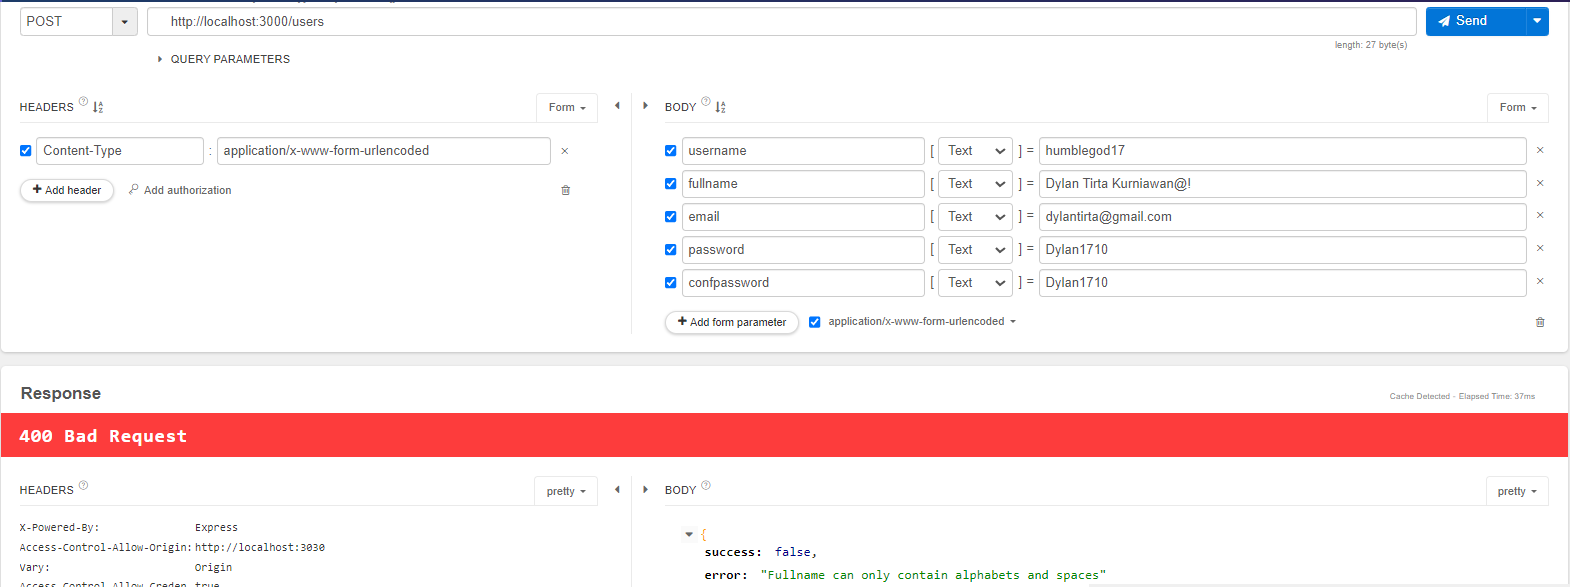 POST http://localhost:3000/users Send
length: 27 byte(s)
QUERY PARAMETERS
HEADERS ? Form BODY ? Form
Content-Type : application/x-www-form-urlencoded × username [ Text ] = humblegod17 ×
fullname [ Text ] = Dylan Tirta Kurniawan@! ×
+ Add header Add authorization
email [ Text ] = dylantirta@gmail.com ×
password [ Text ] = Dylan1710 ×
confpassword [ Text ] = Dylan1710 ×
+ Add form parameter application/x-www-form-urlencoded
Response
Cache Detected - Elapsed Time: 37ms
400 Bad Request
HEADERS ? pretty BODY ? pretty
X-Powered-By: Express {
Access-Control-Allow-Origin: http://localhost:3030 success: false,
Vary: Origin error: "Fullname can only contain alphabets and spaces"
Access-Control-Allow-Creden true